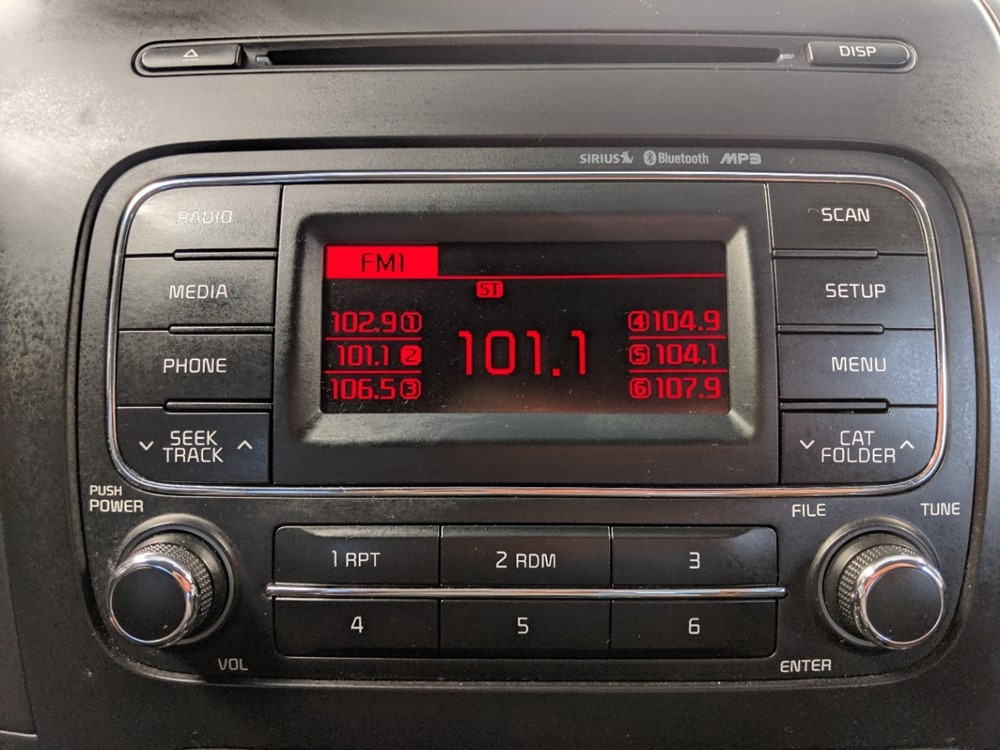 DISP
SIRIUS Bluetooth MP3
RADIO
SCAN
MEDIA
SETUP
PHONE
MENU
SEEK
TRACK
CAT
FOLDER
FM1
ST
102.9 1
101.1 2
106.5 3
101.1
4 104.9
5 104.1
6 107.9
PUSH
POWER
FILE
TUNE
1 RPT
2 RDM
3
4
5
6
VOL
ENTER